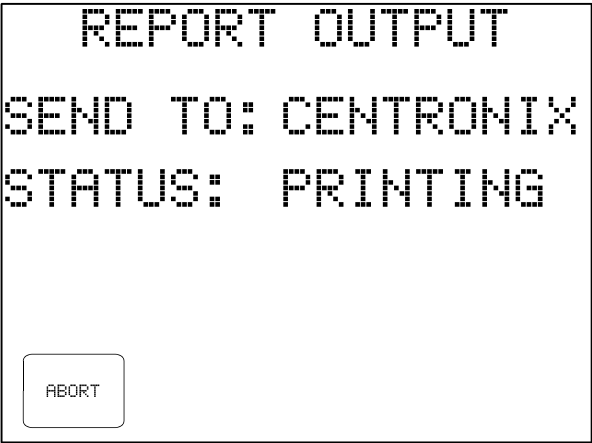 REPORT OUTPUT
SEND TO: CENTRONIX
STATUS: PRINTING
ABORT